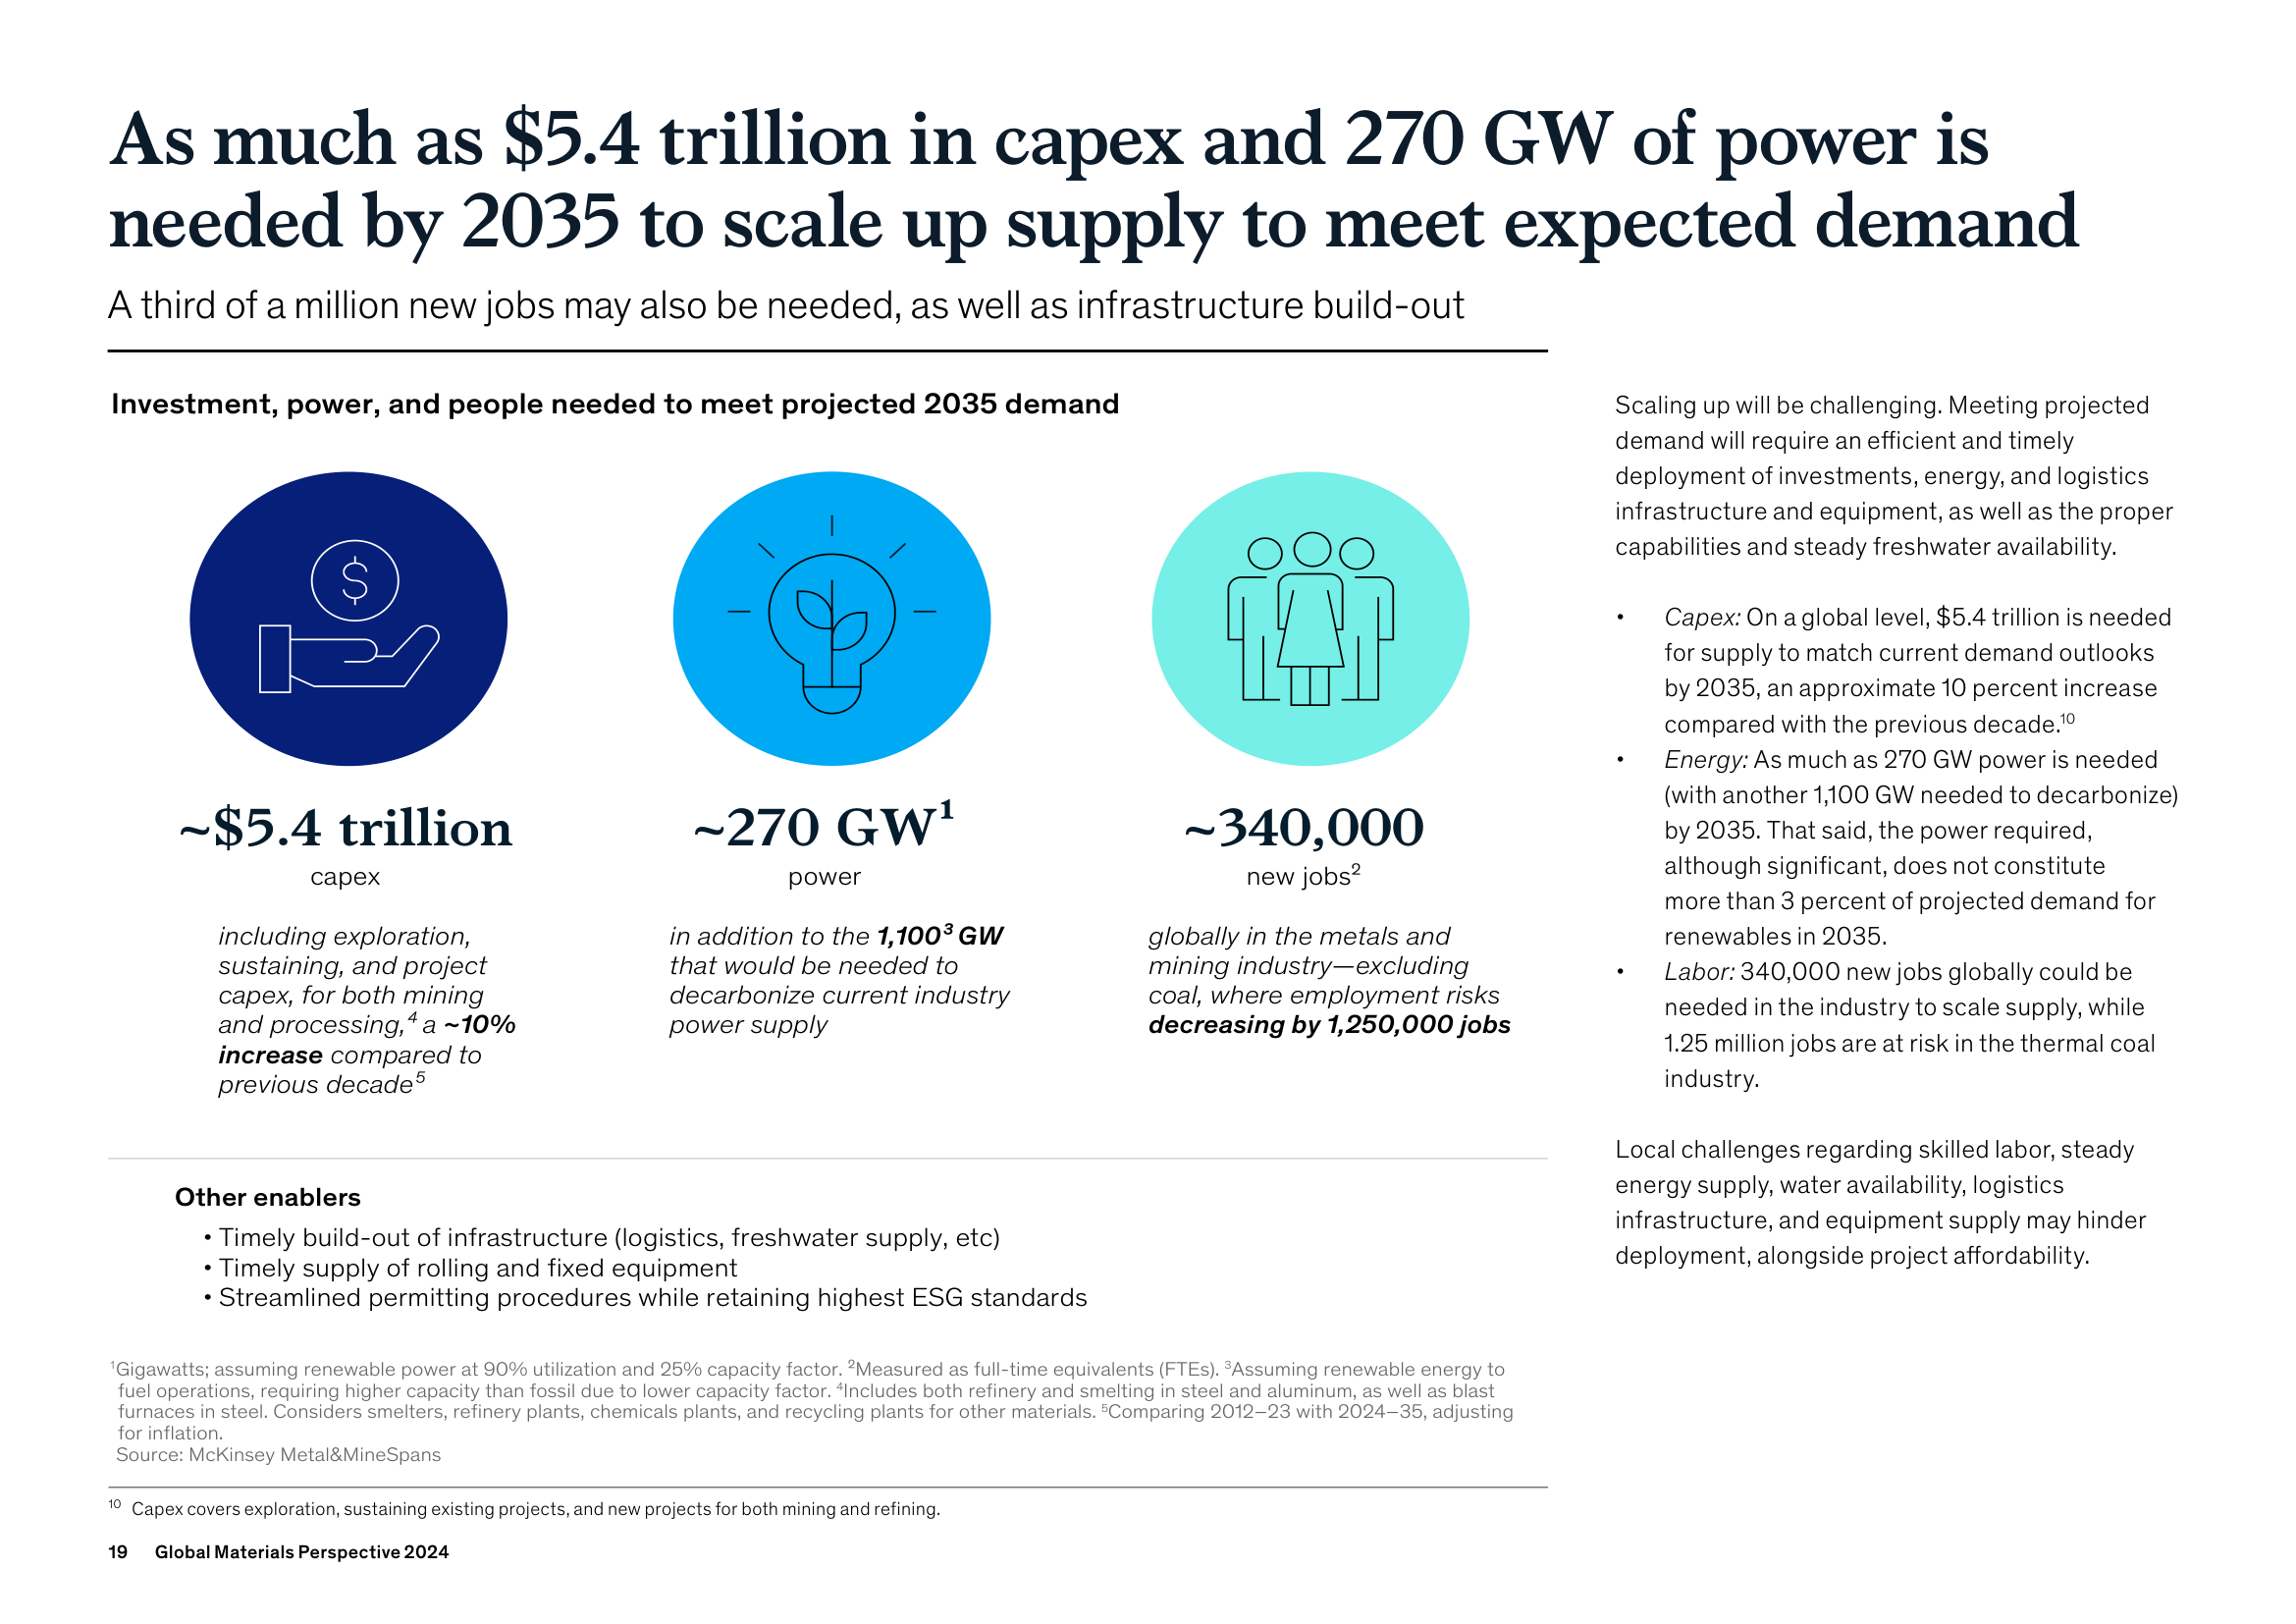 As much as $5.4 trillion in capex and 270 GW of power is
needed by 2035 to scale up supply to meet expected demand
A third of a million new jobs may also be needed, as well as infrastructure build-out
Investment, power, and people needed to meet projected 2035 demand
$
~$5.4 trillion
capex
including exploration,
sustaining, and project
capex, for both mining
and processing,⁴ a ~10%
increase compared to
previous decade⁵
~270 GW¹
power
in addition to the 1,100³ GW
that would be needed to
decarbonize current industry
power supply
~340,000
new jobs²
globally in the metals and
mining industry—excluding
coal, where employment risks
decreasing by 1,250,000 jobs
Other enablers
• Timely build-out of infrastructure (logistics, freshwater supply, etc)
• Timely supply of rolling and fixed equipment
• Streamlined permitting procedures while retaining highest ESG standards
¹Gigawatts; assuming renewable power at 90% utilization and 25% capacity factor. ²Measured as full-time equivalents (FTEs). ³Assuming renewable energy to
fuel operations, requiring higher capacity than fossil due to lower capacity factor. ⁴Includes both refinery and smelting in steel and aluminum, as well as blast
furnaces in steel. Considers smelters, refinery plants, chemicals plants, and recycling plants for other materials. ⁵Comparing 2012–23 with 2024–35, adjusting
for inflation.
Source: McKinsey Metal&MineSpans
Scaling up will be challenging. Meeting projected
demand will require an efficient and timely
deployment of investments, energy, and logistics
infrastructure and equipment, as well as the proper
capabilities and steady freshwater availability.
• Capex: On a global level, $5.4 trillion is needed
for supply to match current demand outlooks
by 2035, an approximate 10 percent increase
compared with the previous decade.¹⁰
• Energy: As much as 270 GW power is needed
(with another 1,100 GW needed to decarbonize)
by 2035. That said, the power required,
although significant, does not constitute
more than 3 percent of projected demand for
renewables in 2035.
• Labor: 340,000 new jobs globally could be
needed in the industry to scale supply, while
1.25 million jobs are at risk in the thermal coal
industry.
Local challenges regarding skilled labor, steady
energy supply, water availability, logistics
infrastructure, and equipment supply may hinder
deployment, alongside project affordability.
¹⁰ Capex covers exploration, sustaining existing projects, and new projects for both mining and refining.
19 Global Materials Perspective 2024